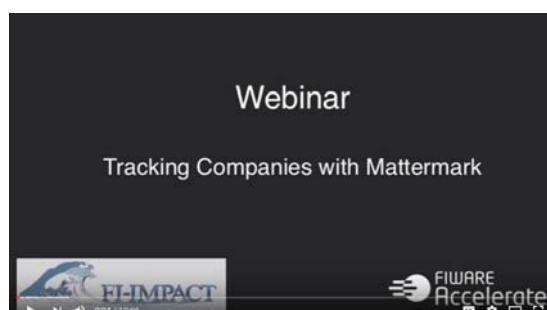 Webinar
Tracking Companies with Mattermark
FI-IMPACT
FIWARE
Accelerate